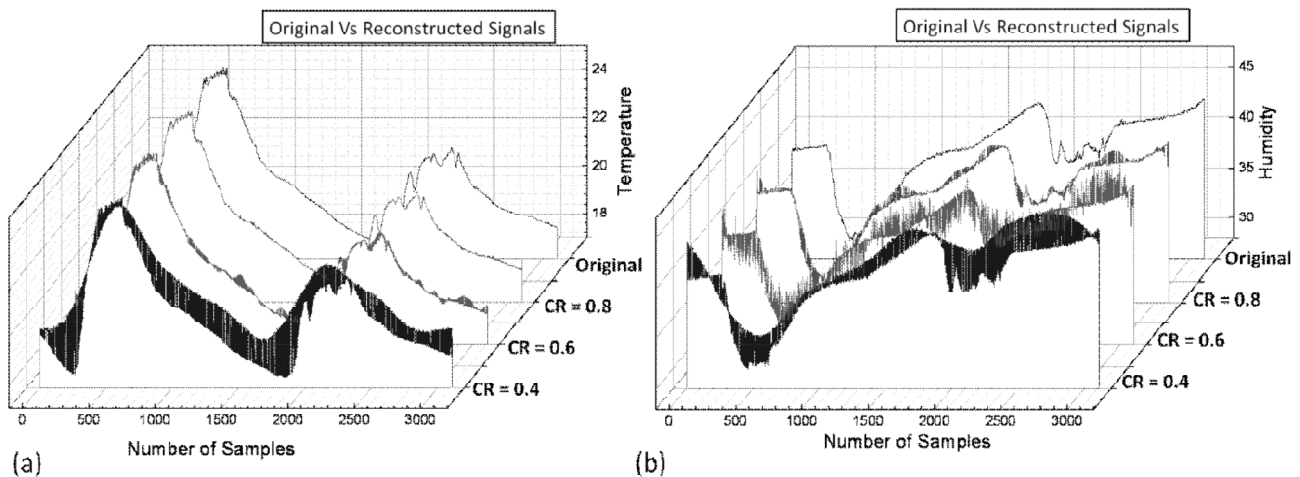 Original Vs Reconstructed Signals
24
22
20
18
Temperature
Original
CR = 0.8
CR = 0.6
CR = 0.4
0
500
1000
1500
2000
2500
3000
Number of Samples
(a)
Original Vs Reconstructed Signals
45
40
35
30
Humidity
Original
CR = 0.8
CR = 0.6
CR = 0.4
0
500
1000
1500
2000
2500
3000
Number of Samples
(b)